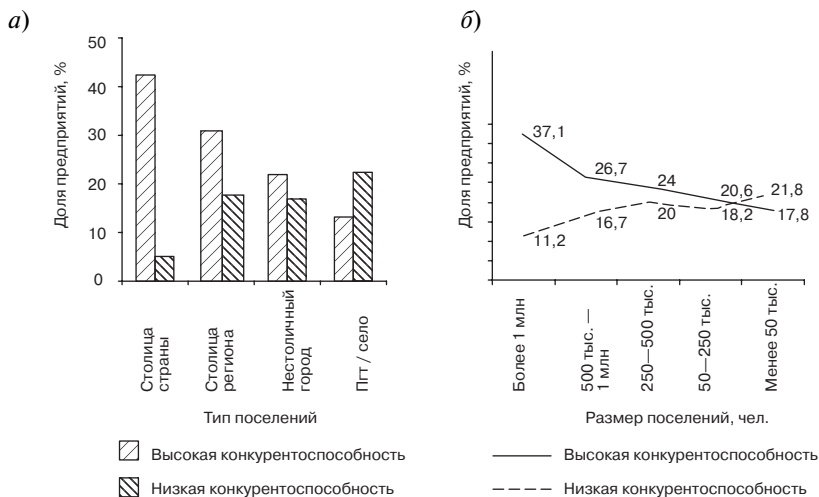 а)
Доля предприятий, %
50
40
30
20
10
0
Столица
страны
Столица
региона
Нестоличный
город
Пгт / село
Тип поселений
Высокая конкурентоспособность
Низкая конкурентоспособность
б)
Доля предприятий, %
37,1
26,7
24
20,6
21,8
11,2
16,7
20
18,2
17,8
Более 1 млн
500 тыс. —
1 млн
250—500 тыс.
50—250 тыс.
Менее 50 тыс.
Размер поселений, чел.
Высокая конкурентоспособность
Низкая конкурентоспособность